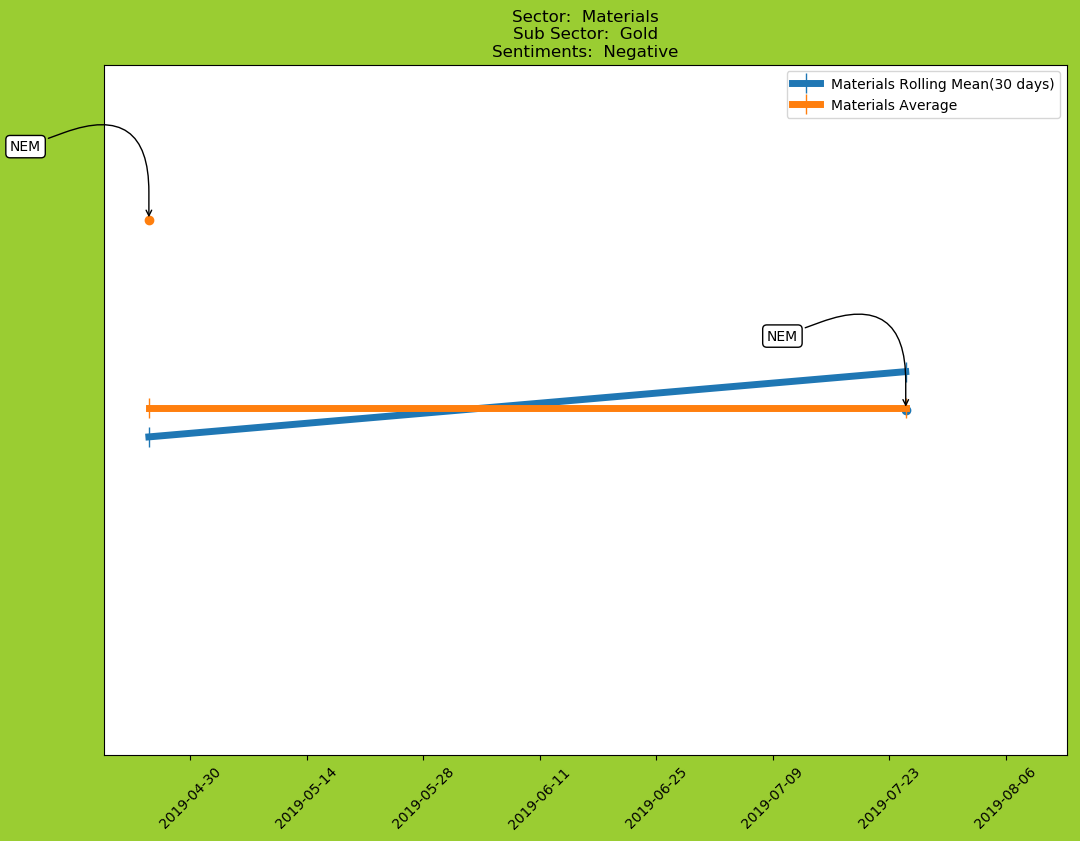 Sector:  Materials
Sub Sector:  Gold
Sentiments:  Negative
Materials Rolling Mean(30 days)
Materials Average
NEM
NEM
2019-04-30
2019-05-14
2019-05-28
2019-06-11
2019-06-25
2019-07-09
2019-07-23
2019-08-06